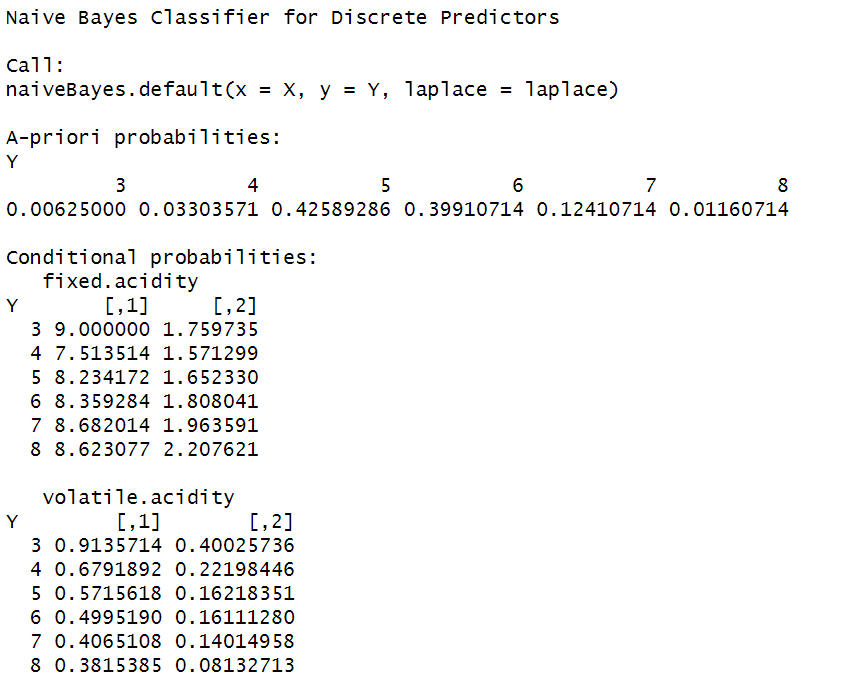 Naive Bayes Classifier for Discrete Predictors
Call:
naiveBayes.default(x = X, y = Y, laplace = laplace)
A-priori probabilities:
Y
3 4 5 6 7 8
0.00625000 0.03303571 0.42589286 0.39910714 0.12410714 0.01160714
Conditional probabilities:
fixed.acidity
Y [,1] [,2]
3 9.000000 1.759735
4 7.513514 1.571299
5 8.234172 1.652330
6 8.359284 1.808041
7 8.682014 1.963591
8 8.623077 2.207621
volatile.acidity
Y [,1] [,2]
3 0.9135714 0.40025736
4 0.6791892 0.22198446
5 0.5715618 0.16218351
6 0.4995190 0.16111280
7 0.4065108 0.14014958
8 0.3815385 0.08132713